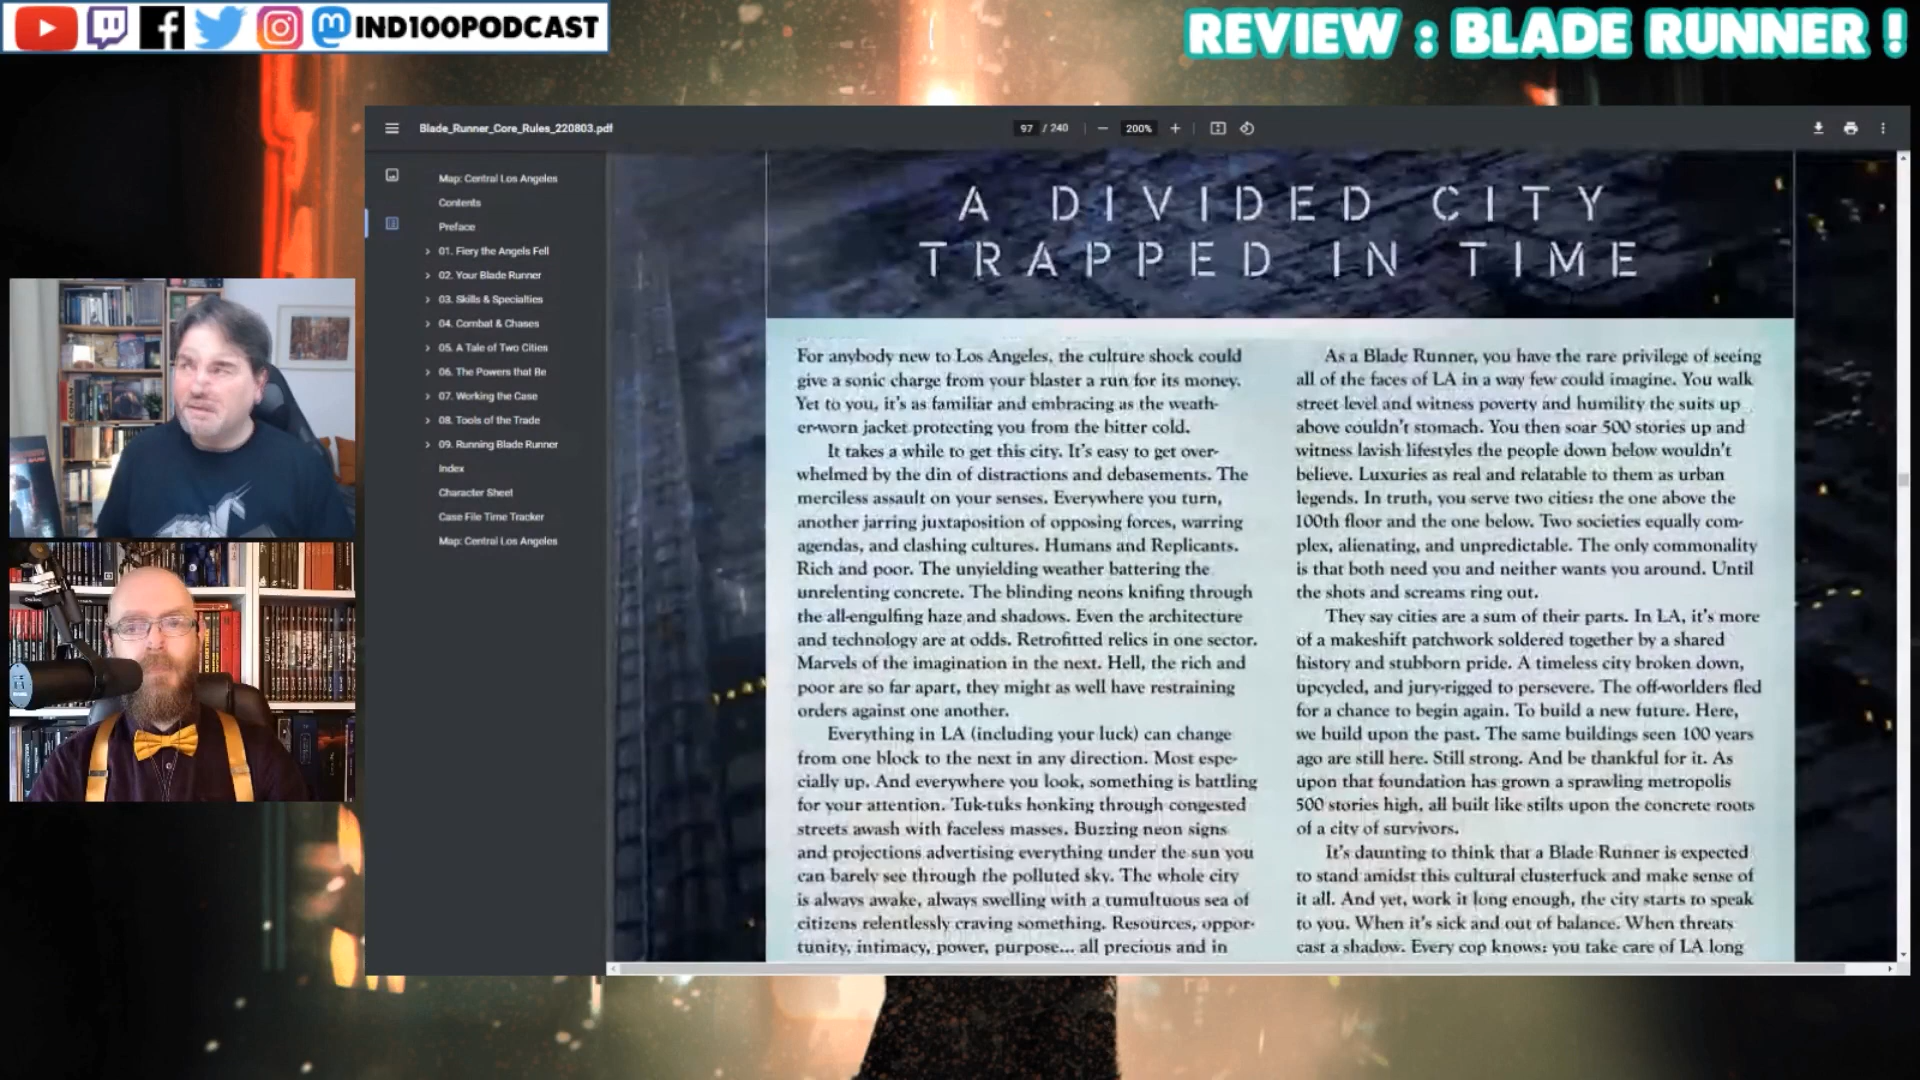 IND100PODCAST
REVIEW : BLADE RUNNER !
Blade_Runner_Core_Rules_220803.pdf
97 / 240
200%
Map: Central Los Angeles
Contents
Preface
01. Fiery the Angels Fell
02. Your Blade Runner
03. Skills & Specialties
04. Combat & Chases
05. A Tale of Two Cities
06. The Powers that Be
07. Working the Case
08. Tools of the Trade
09. Running Blade Runner
Index
Character Sheet
Case File Time Tracker
Map: Central Los Angeles
A DIVIDED CITY
TRAPPED IN TIME
For anybody new to Los Angeles, the culture shock could
give a sonic charge from your blaster a run for its money.
Yet to you, it's as familiar and embracing as the weath-
er-worn jacket protecting you from the bitter cold.
It takes a while to get this city. It's easy to get over-
whelmed by the din of distractions and debasements. The
merciless assault on your senses. Everywhere you turn,
another jarring juxtaposition of opposing forces, warring
agendas, and clashing cultures. Humans and Replicants.
Rich and poor. The unyielding weather battering the
unrelenting concrete. The blinding neons knifing through
the all-engulfing haze and shadows. Even the architecture
and technology are at odds. Retrofitted relics in one sector.
Marvels of the imagination in the next. Hell, the rich and
poor are so far apart, they might as well have restraining
orders against one another.
Everything in LA (including your luck) can change
from one block to the next in any direction. Most espe-
cially up. And everywhere you look, something is battling
for your attention. Tuk-tuks honking through congested
streets awash with faceless masses. Buzzing neon signs
and projections advertising everything under the sun you
can barely see through the polluted sky. The whole city
is always awake, always swelling with a tumultuous sea of
citizens relentlessly craving something. Resources, oppor-
tunity, intimacy, power, purpose... all precious and in
As a Blade Runner, you have the rare privilege of seeing
all of the faces of LA in a way few could imagine. You walk
street level and witness poverty and humility the suits up
above couldn't stomach. You then soar 500 stories up and
witness lavish lifestyles the people down below wouldn't
believe. Luxuries as real and relatable to them as urban
legends. In truth, you serve two cities: the one above the
100th floor and the one below. Two societies equally com-
plex, alienating, and unpredictable. The only commonality
is that both need you and neither wants you around. Until
the shots and screams ring out.
They say cities are a sum of their parts. In LA, it's more
of a makeshift patchwork soldered together by a shared
history and stubborn pride. A timeless city broken down,
upcycled, and jury-rigged to persevere. The off-worlders fled
for a chance to begin again. To build a new future. Here,
we build upon the past. The same buildings seen 100 years
ago are still here. Still strong. And be thankful for it. As
upon that foundation has grown a sprawling metropolis
500 stories high, all built like stilts upon the concrete roots
of a city of survivors.
It's daunting to think that a Blade Runner is expected
to stand amidst this cultural clusterfuck and make sense of
it all. And yet, work it long enough, the city starts to speak
to you. When it's sick and out of balance. When threats
cast a shadow. Every cop knows: you take care of LA long